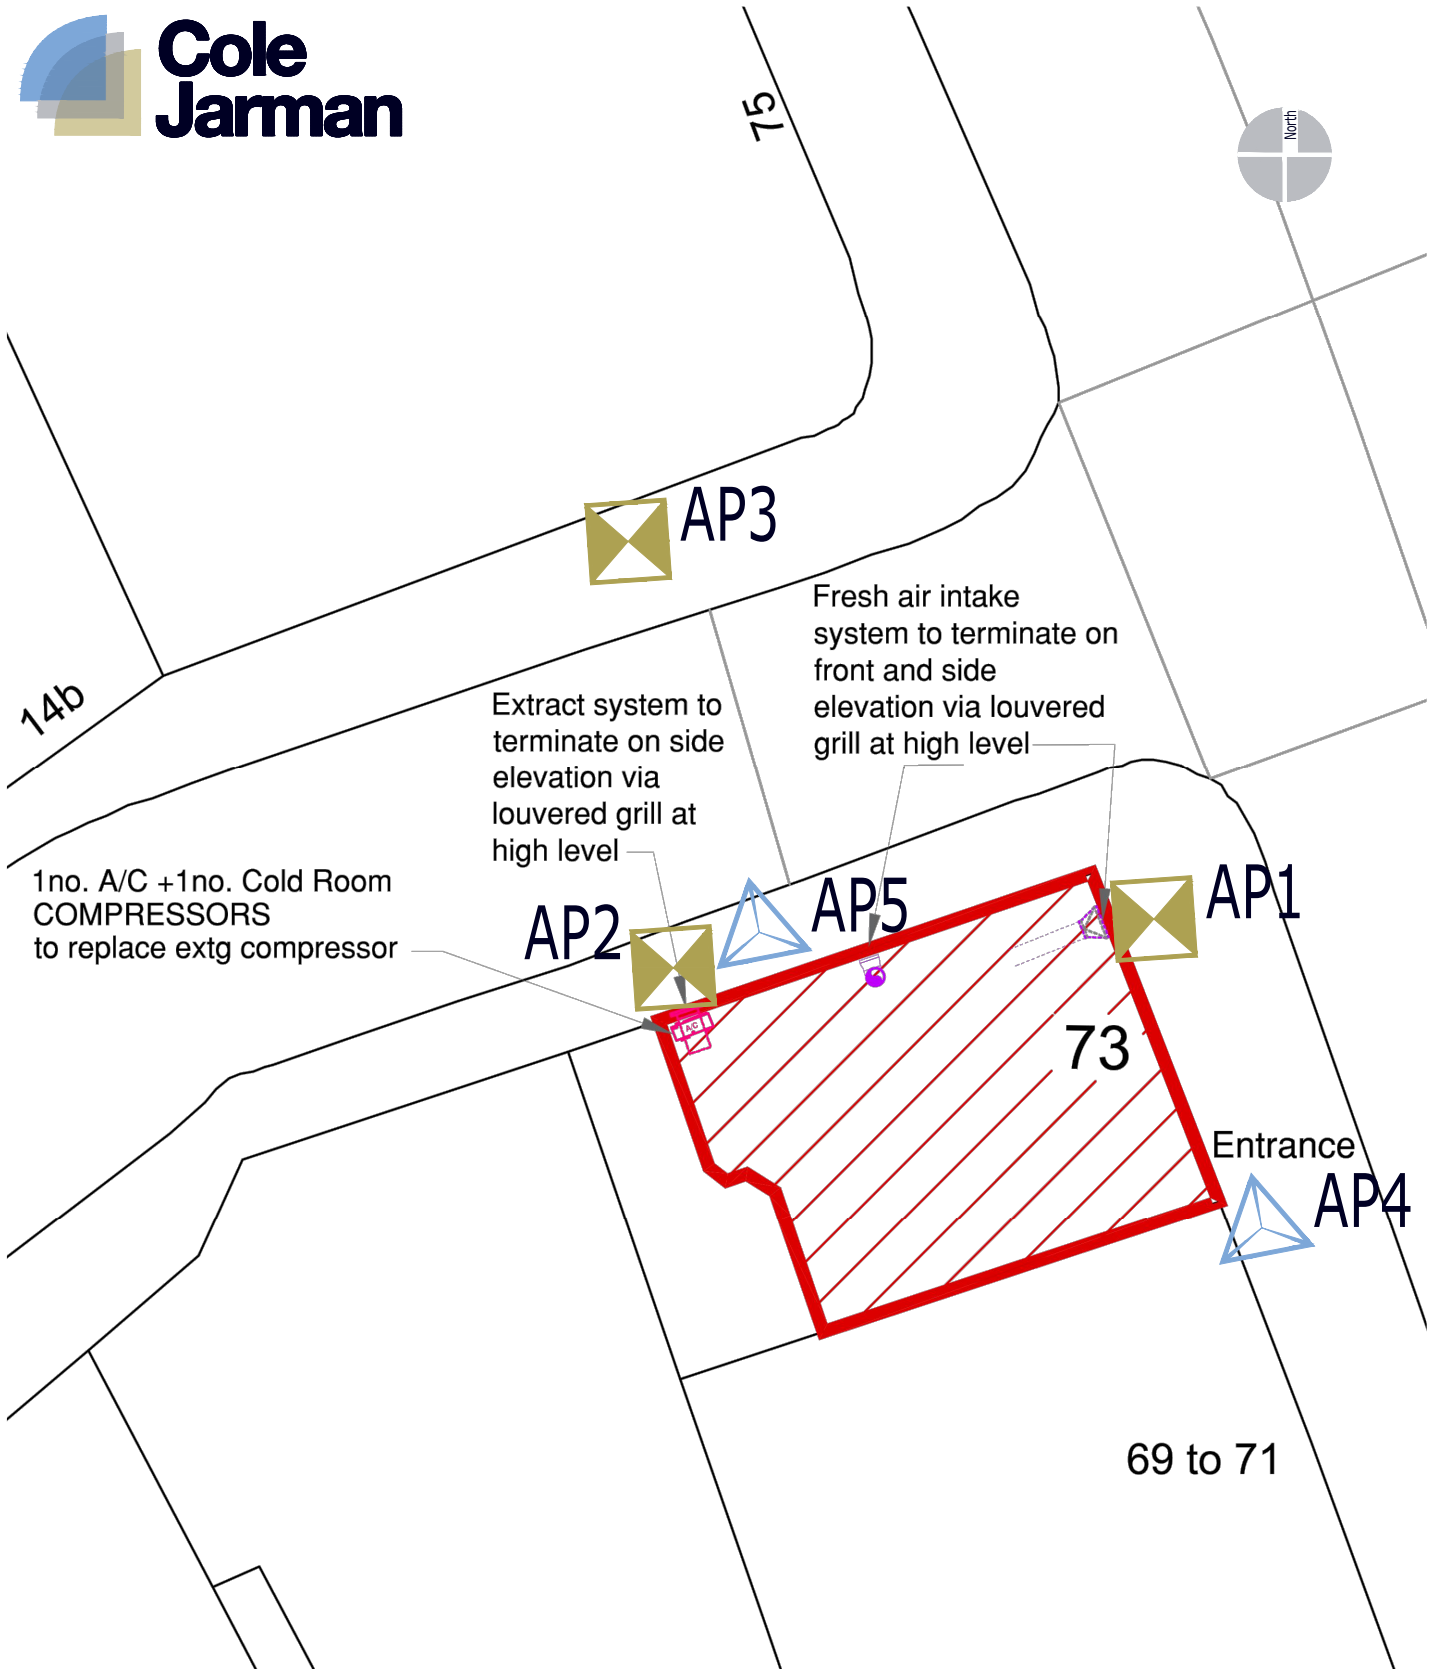 Cole
Jarman
75
North
AP3
Fresh air intake
system to terminate on
front and side
elevation via louvered
grill at high level
14b
Extract system to
terminate on side
elevation via
louvered grill at
high level
1no. A/C +1no. Cold Room
COMPRESSORS
to replace extg compressor
AP2
AP5
AP1
A/C
73
Entrance
AP4
69 to 71